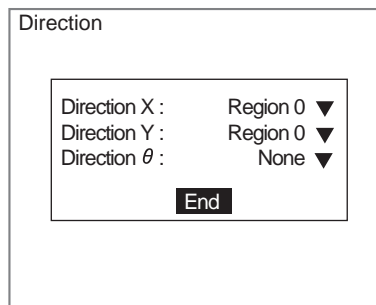 Direction
Direction X : Region 0 ▼
Direction Y : Region 0 ▼
Direction θ : None ▼
End